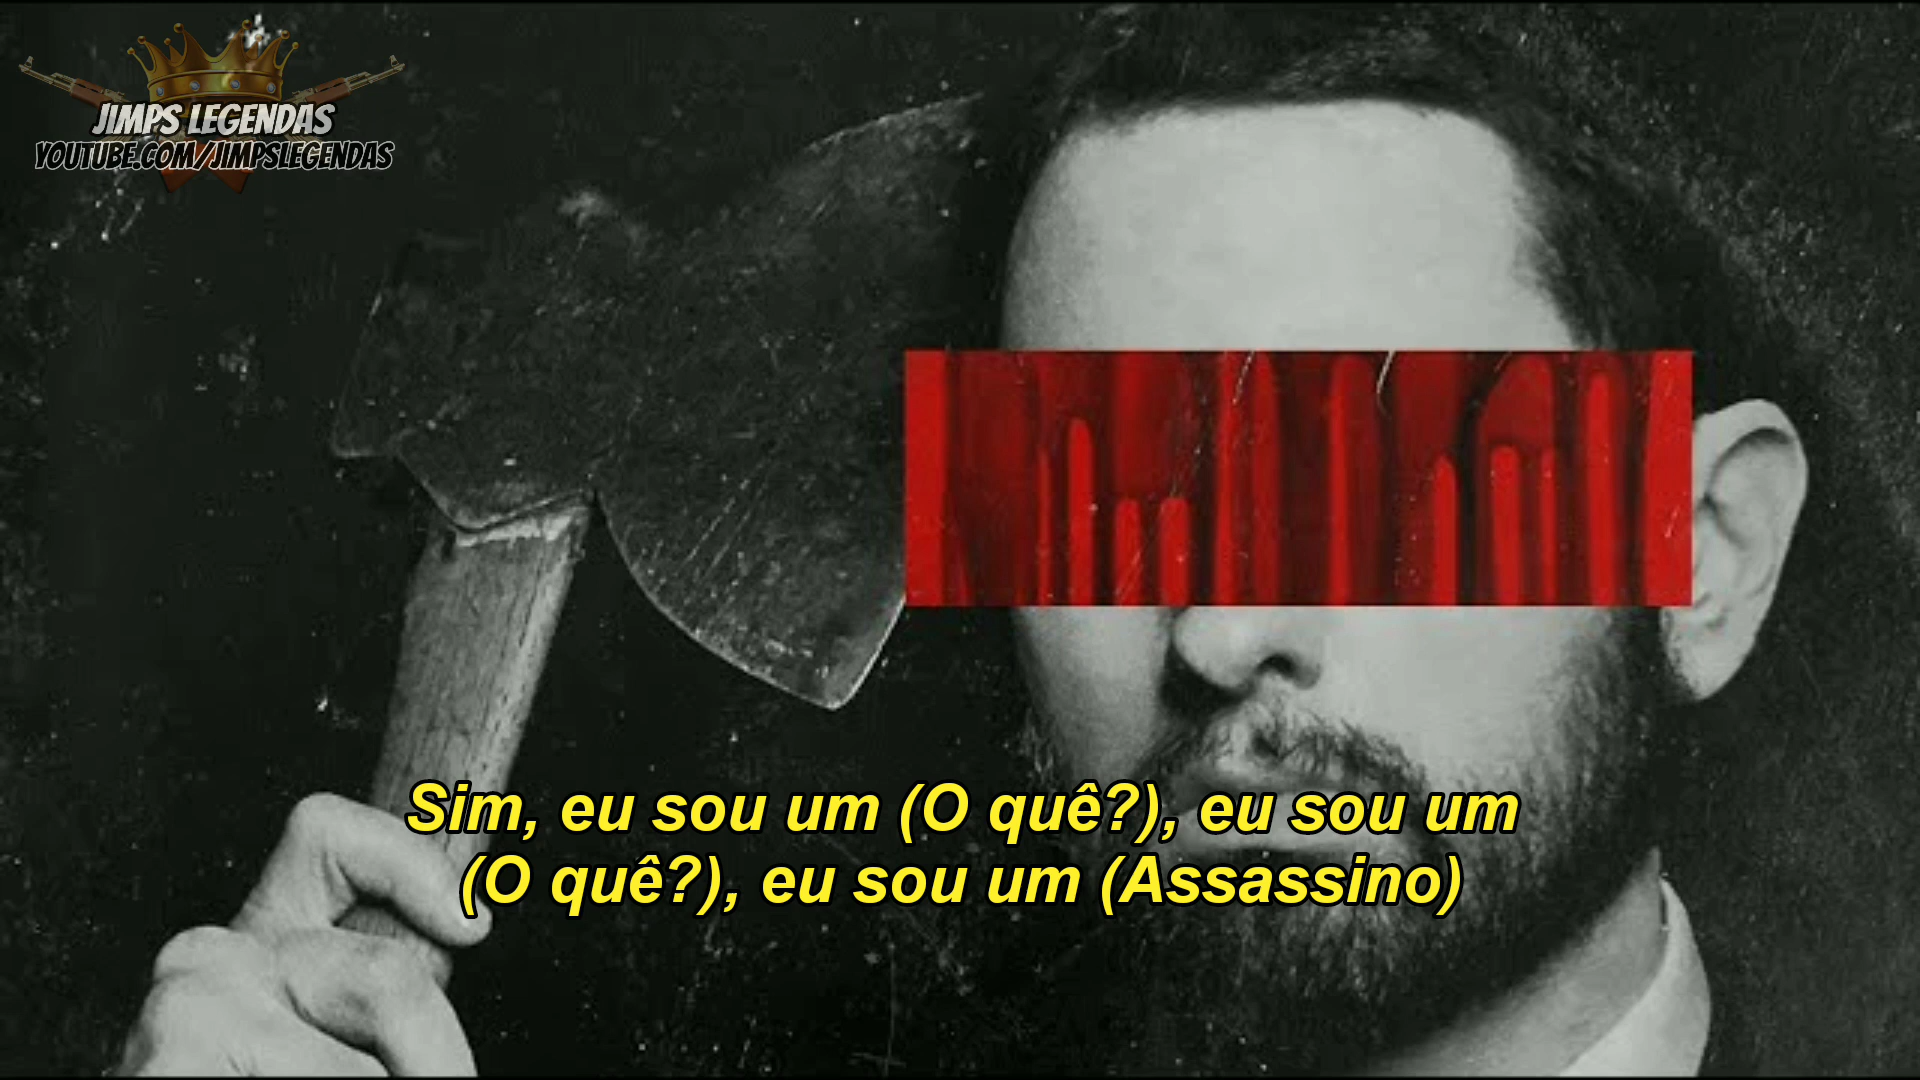 JIMPS LEGENDAS
YOUTUBE.COM/JIMPSLEGENDAS
Sim, eu sou um (O quê?), eu sou um
(O quê?), eu sou um (Assassino)